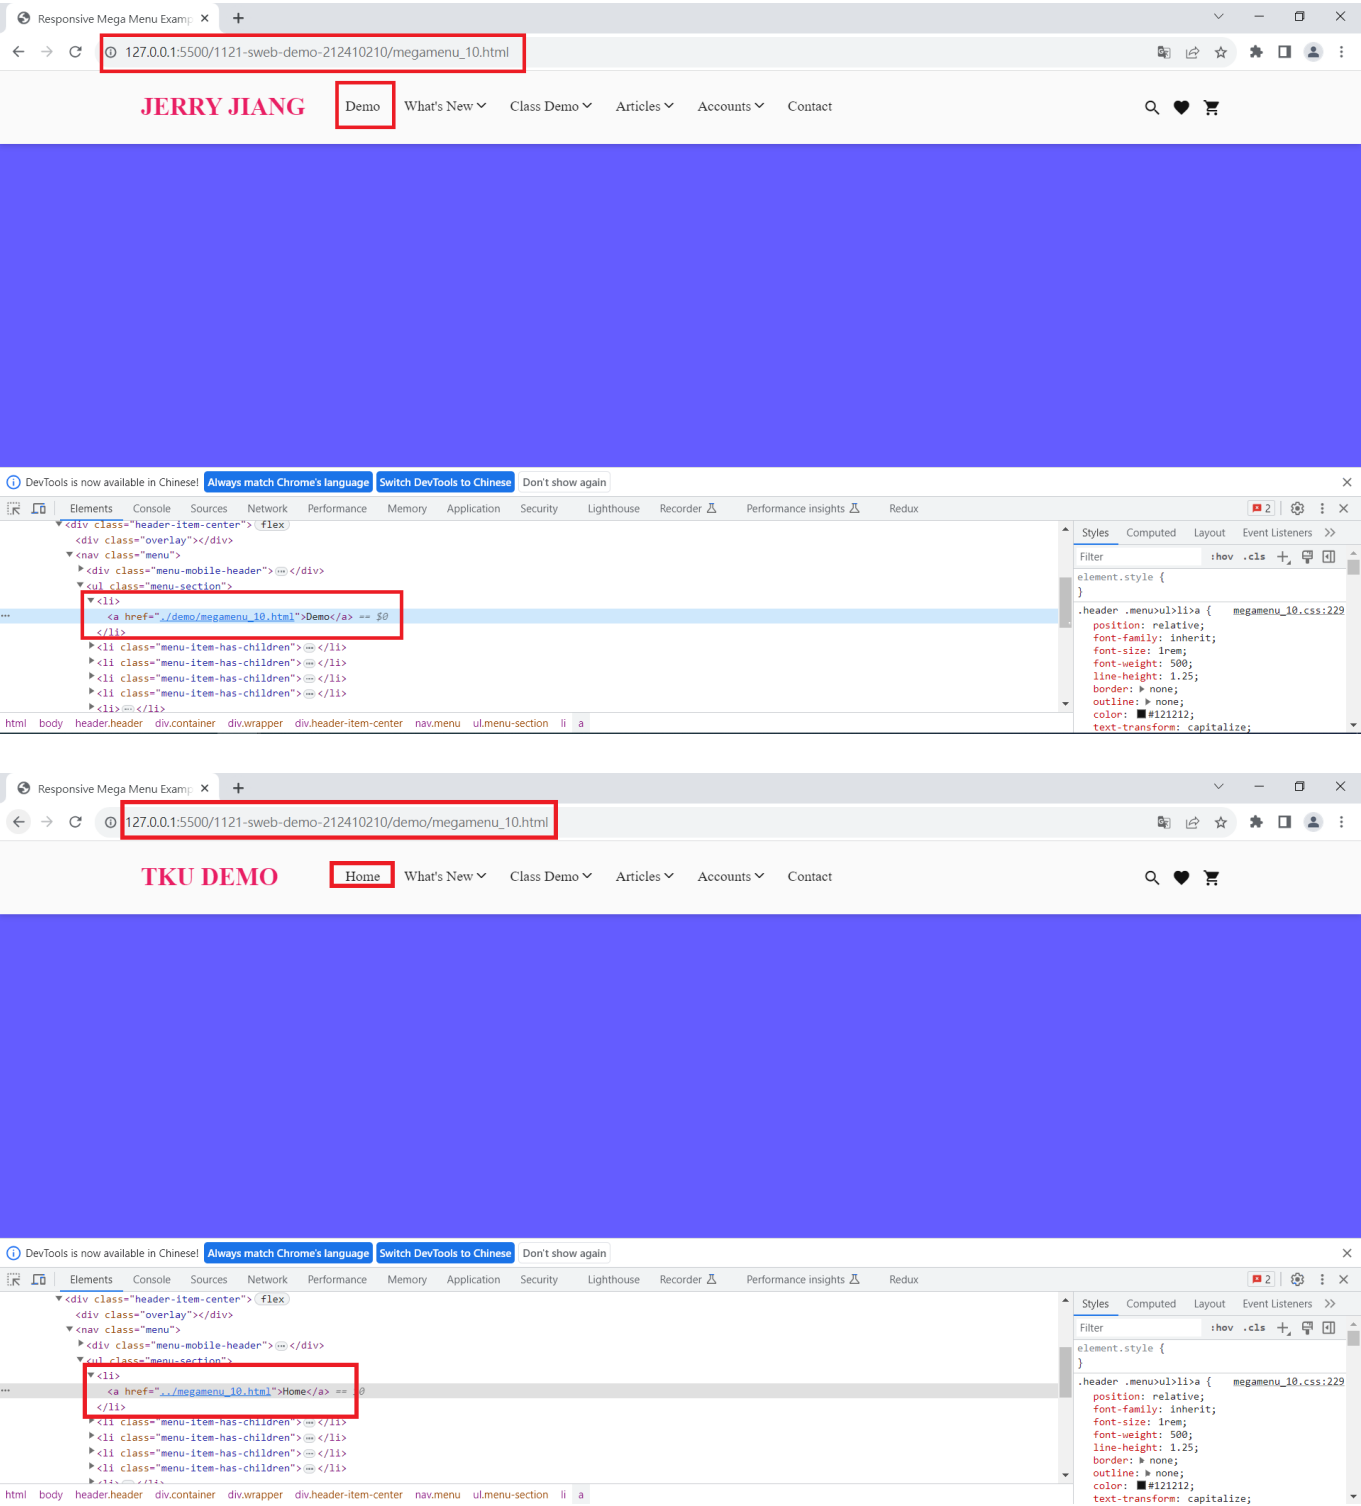 Responsive Mega Menu Examp
127.0.0.1:5500/1121-sweb-demo-212410210/megamenu_10.html
JERRY JIANG Demo What's New Class Demo Articles Accounts Contact
DevTools is now available in Chinese! Always match Chrome's language Switch DevTools to Chinese Don't show again
Elements Console Sources Network Performance Memory Application Security Lighthouse Recorder Performance insights Redux 2
<div class="header-item-center"> flex
<div class="overlay"></div>
<nav class="menu">
<div class="menu-mobile-header"> … </div>
<ul class="menu-section">
<li>
<a href="./demo/megamenu_10.html">Demo</a> == $0
</li>
<li class="menu-item-has-children"> … </li>
<li class="menu-item-has-children"> … </li>
<li class="menu-item-has-children"> … </li>
<li class="menu-item-has-children"> … </li>
<li> … </li>
html body header.header div.container div.wrapper div.header-item-center nav.menu ul.menu-section li a
Styles Computed Layout Event Listeners
Filter :hov .cls
element.style {
}
.header .menu>ul>li>a { megamenu_10.css:229
position: relative;
font-family: inherit;
font-size: 1rem;
font-weight: 500;
line-height: 1.25;
border: none;
outline: none;
color: #121212;
text-transform: capitalize;
Responsive Mega Menu Examp
127.0.0.1:5500/1121-sweb-demo-212410210/demo/megamenu_10.html
TKU DEMO Home What's New Class Demo Articles Accounts Contact
DevTools is now available in Chinese! Always match Chrome's language Switch DevTools to Chinese Don't show again
Elements Console Sources Network Performance Memory Application Security Lighthouse Recorder Performance insights Redux 2
<div class="header-item-center"> flex
<div class="overlay"></div>
<nav class="menu">
<div class="menu-mobile-header"> … </div>
<ul class="menu-section">
<li>
<a href="../megamenu_10.html">Home</a> == 0
</li>
<li class="menu-item-has-children"> … </li>
<li class="menu-item-has-children"> … </li>
<li class="menu-item-has-children"> … </li>
<li class="menu-item-has-children"> … </li>
<li> … </li>
html body header.header div.container div.wrapper div.header-item-center nav.menu ul.menu-section li a
Styles Computed Layout Event Listeners
Filter :hov .cls
element.style {
}
.header .menu>ul>li>a { megamenu_10.css:229
position: relative;
font-family: inherit;
font-size: 1rem;
font-weight: 500;
line-height: 1.25;
border: none;
outline: none;
color: #121212;
text-transform: capitalize;